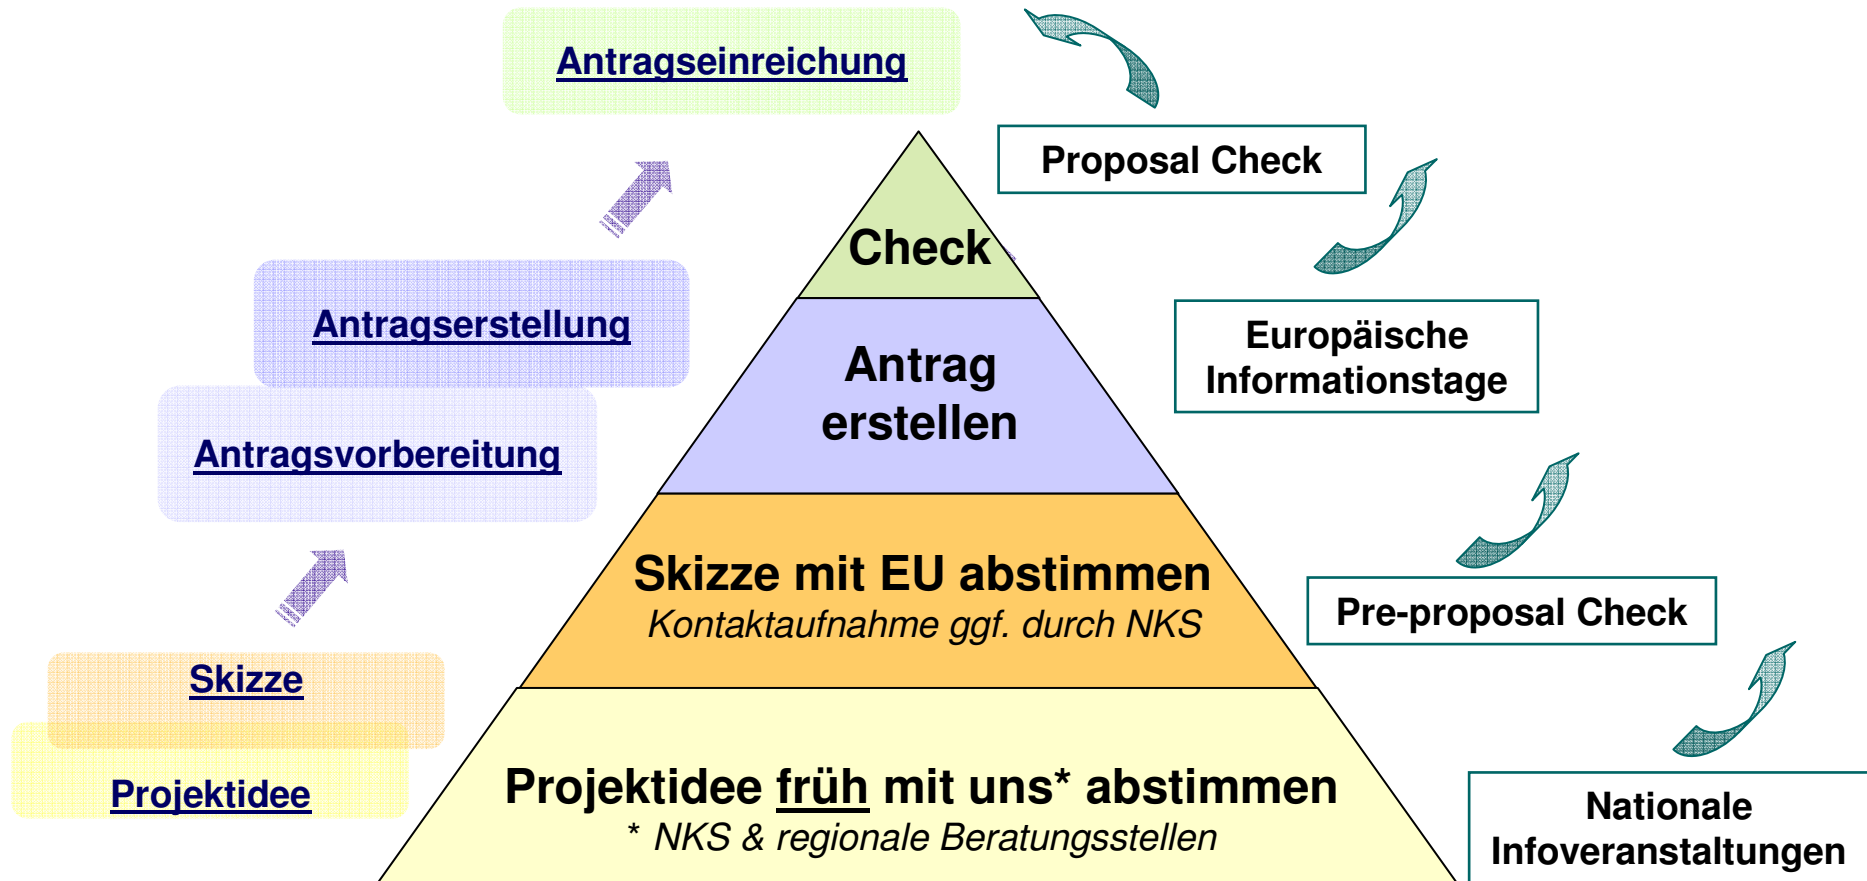 Antragseinreichung
Proposal Check
Check
Antragserstellung
Europäische
Informationstage
Antrag
erstellen
Antragsvorbereitung
Skizze mit EU abstimmen
Kontaktaufnahme ggf. durch NKS
Pre-proposal Check
Skizze
Projektidee
Projektidee früh mit uns* abstimmen
* NKS & regionale Beratungsstellen
Nationale
Infoveranstaltungen